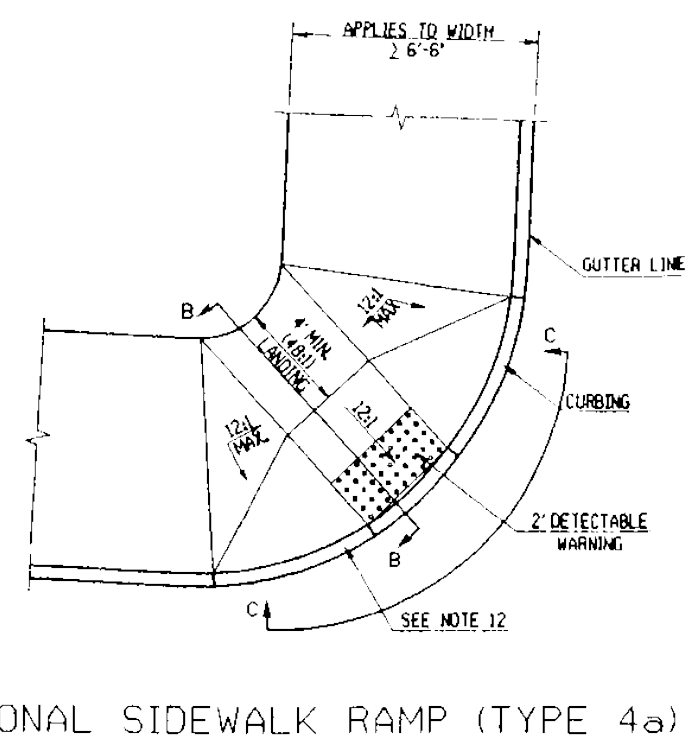 APPLIES TO WIDTH
≥ 6'-6"
GUTTER LINE
B
12:1
MAX
4' MIN.
(48:1)
LANDING
C
CURBING
12:1
MAX
12:1
2' DETECTABLE
WARNING
B
C
SEE NOTE 12
ONAL SIDEWALK RAMP (TYPE 4a)